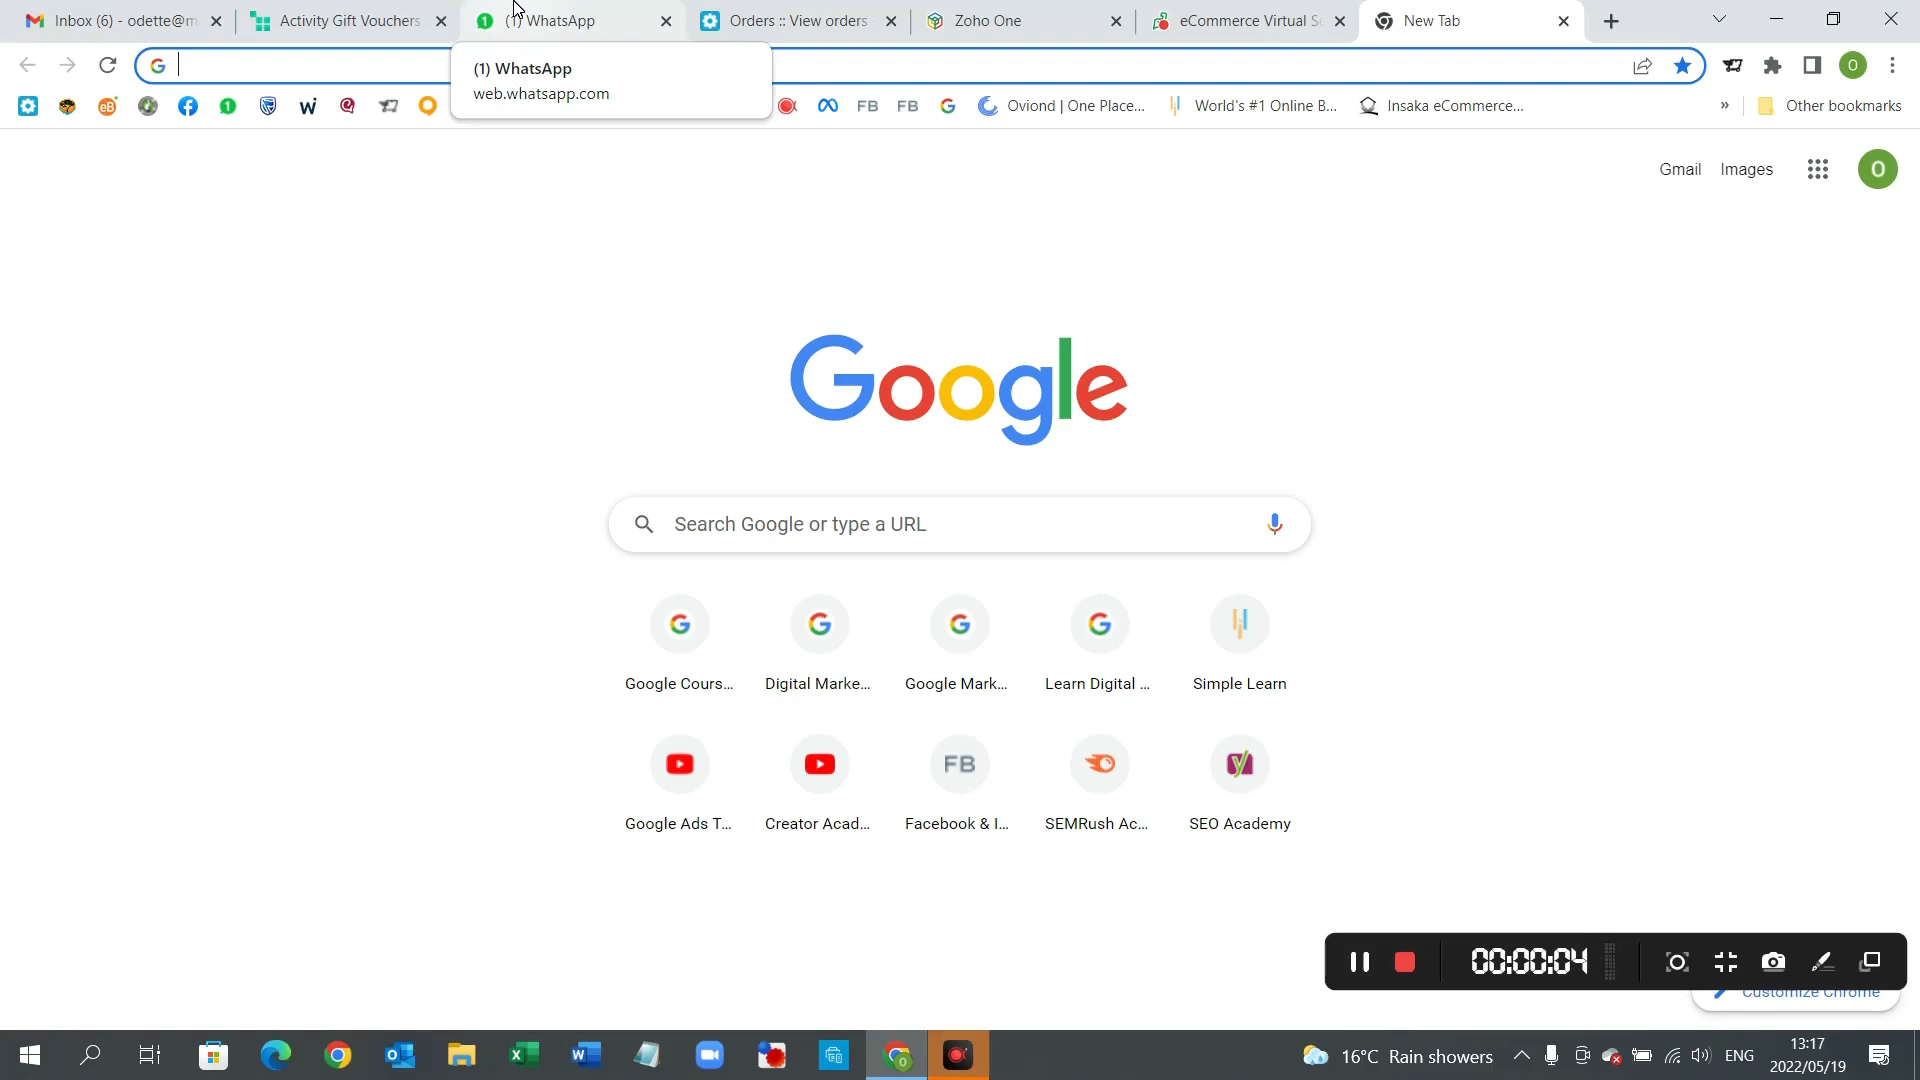 Inbox (6) - odette@m
Activity Gift Vouchers
(1) WhatsApp
Orders :: View orders
Zoho One
eCommerce Virtual S
New Tab
(1) WhatsApp
web.whatsapp.com
O
FB
FB
Oviond | One Place...
World's #1 Online B...
Insaka eCommerce...
»
Other bookmarks
Gmail
Images
O
Google
Search Google or type a URL
Google Cours...
Digital Marke...
Google Mark...
Learn Digital ...
Simple Learn
FB
Google Ads T...
Creator Acad...
Facebook & I...
SEMRush Ac...
SEO Academy
00:00:04
Customize Chrome
16°C Rain showers
ENG
13:17
2022/05/19